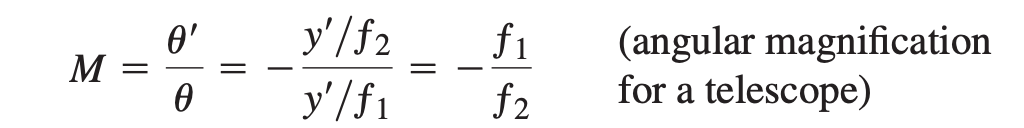 M = θ′/θ = − (y′/f₂)/(y′/f₁) = − f₁/f₂ (angular magnification
for a telescope)